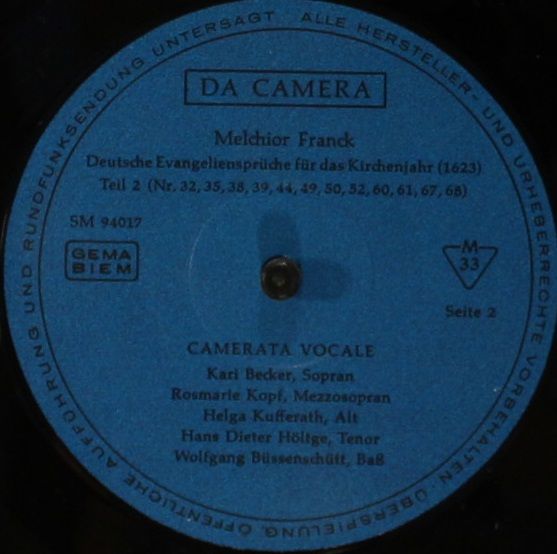 DA CAMERA
Melchior Franck
Deutsche Evangeliensprüche für das Kirchenjahr (1623)
Teil 2 (Nr. 32, 35, 38, 39, 44, 49, 50, 52, 60, 61, 67, 68)
SM 94017
GEMA
BIEM
M
33
Seite 2
CAMERATA VOCALE
Kari Becker, Sopran
Rosmarie Kopf, Mezzosopran
Helga Kufferath, Alt
Hans Dieter Höltge, Tenor
Wolfgang Büssenschütt, Baß
ALLE HERSTELLER- UND URHEBERRECHTE VORBEHALTEN. ÜBERSPIELUNG, ÖFFENTLICHE AUFFÜHRUNG UND RUNDFUNKSENDUNG UNTERSAGT